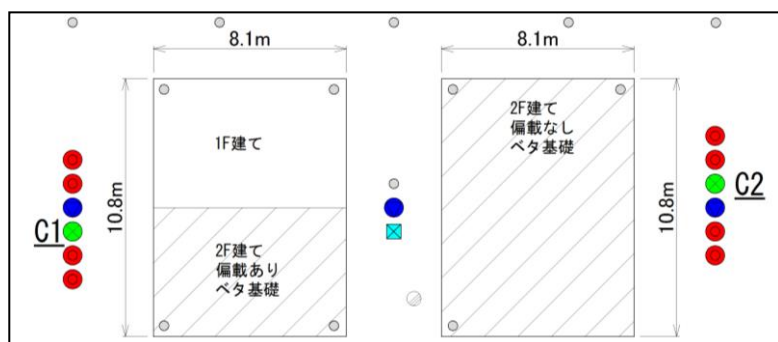 8.1m
8.1m
1F建て
2F建て
偏載なし
ベタ基礎
10.8m
10.8m
C1
C2
2F建て
偏載あり
ベタ基礎